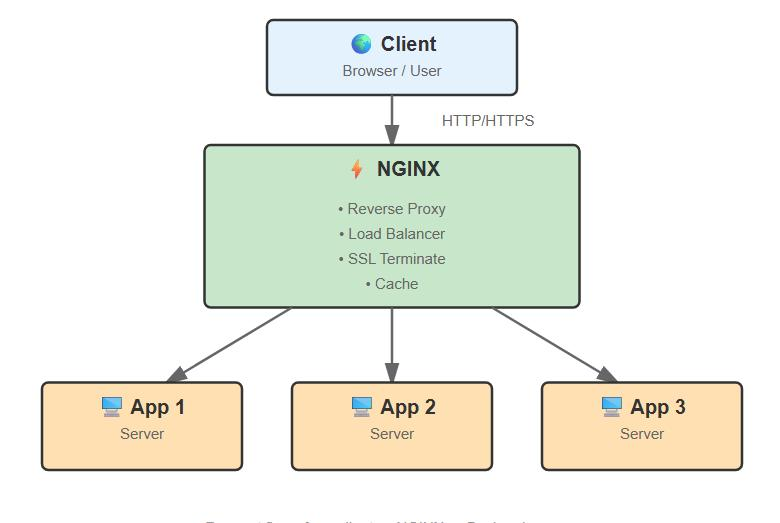 Client
Browser / User
HTTP/HTTPS
NGINX
• Reverse Proxy
• Load Balancer
• SSL Terminate
• Cache
App 1
Server
App 2
Server
App 3
Server